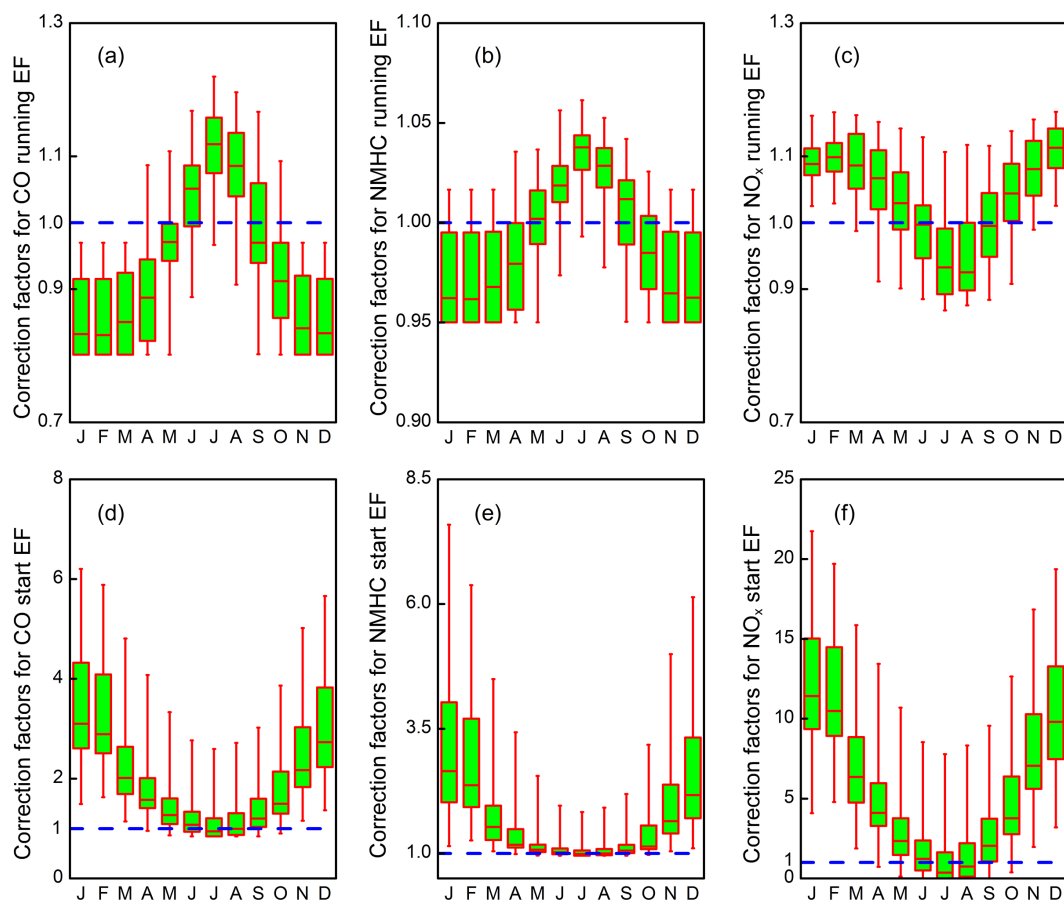 Correction factors for CO running EF
1.3
1.1
1.0
0.9
0.7
(a)
J F M A M J J A S O N D
Correction factors for NMHC running EF
1.10
1.05
1.00
0.95
0.90
(b)
J F M A M J J A S O N D
Correction factors for NOₓ running EF
1.3
1.1
1.0
0.9
0.7
(c)
J F M A M J J A S O N D
Correction factors for CO start EF
8
6
4
2
1
0
(d)
J F M A M J J A S O N D
Correction factors for NMHC start EF
8.5
6.0
3.5
1.0
(e)
J F M A M J J A S O N D
Correction factors for NOₓ start EF
25
20
15
10
5
1
0
(f)
J F M A M J J A S O N D